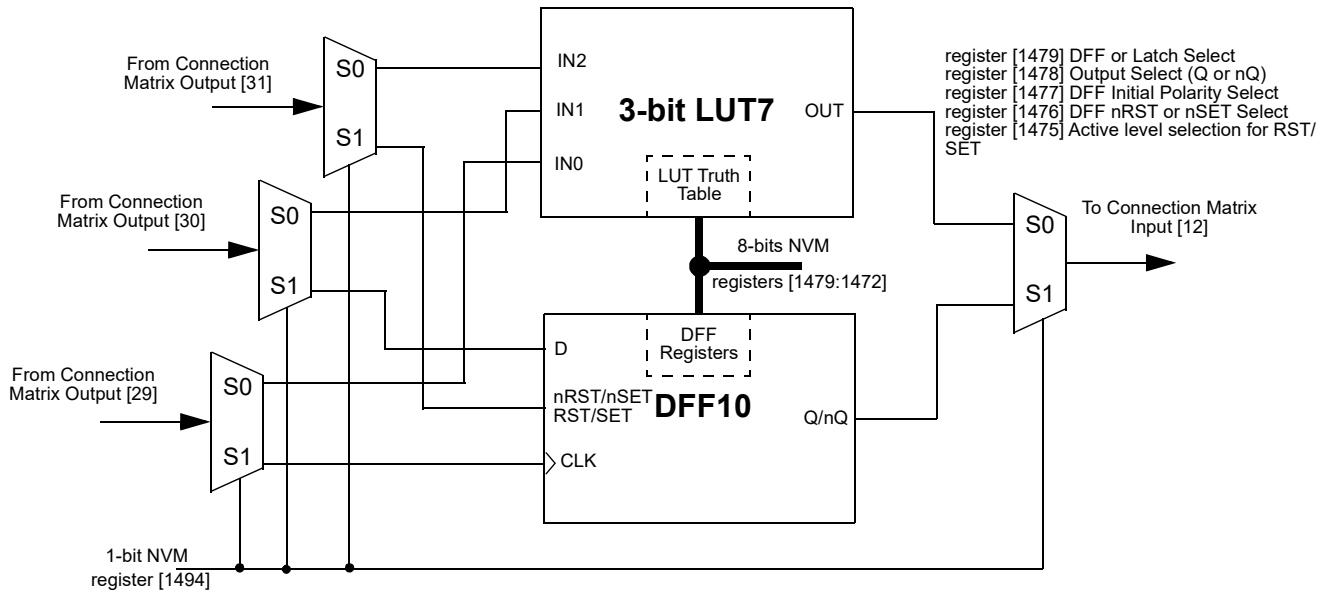 From Connection
Matrix Output [31]
S0
S1
IN2
IN1
IN0
3-bit LUT7
OUT
LUT Truth
Table
register [1479] DFF or Latch Select
register [1478] Output Select (Q or nQ)
register [1477] DFF Initial Polarity Select
register [1476] DFF nRST or nSET Select
register [1475] Active level selection for RST/
SET
From Connection
Matrix Output [30]
S0
S1
8-bits NVM
registers [1479:1472]
S0
S1
To Connection Matrix
Input [12]
From Connection
Matrix Output [29]
S0
S1
D
nRST/nSET
RST/SET
CLK
DFF
Registers
DFF10
Q/nQ
1-bit NVM
register [1494]